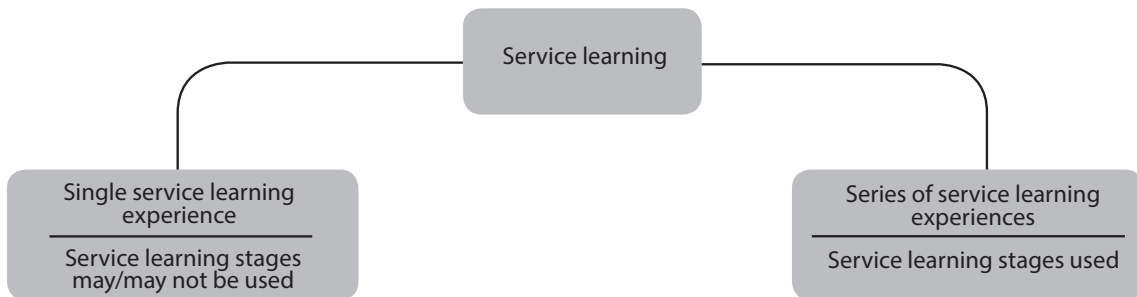 Service learning
Single service learning
experience
Service learning stages
may/may not be used
Series of service learning
experiences
Service learning stages used